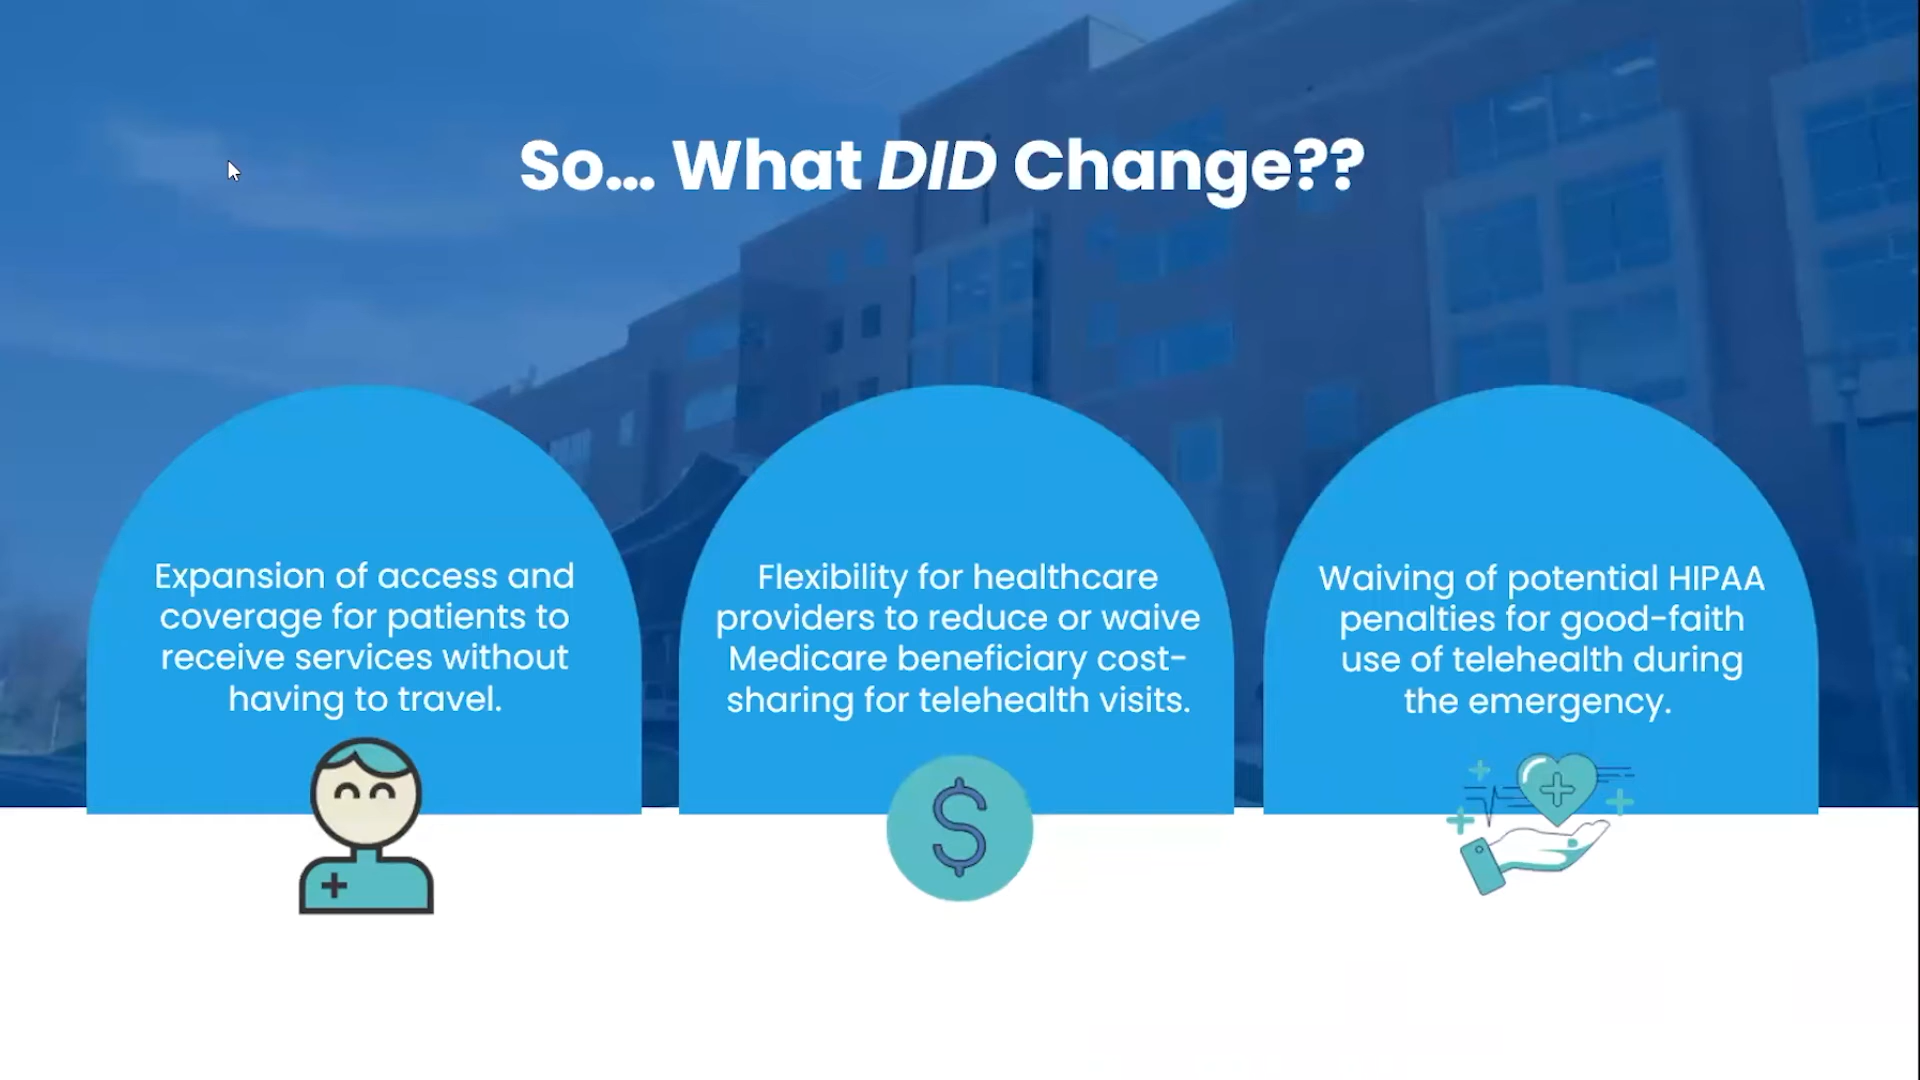 So... What DID Change??
Expansion of access and
coverage for patients to
receive services without
having to travel.
Flexibility for healthcare
providers to reduce or waive
Medicare beneficiary cost-
sharing for telehealth visits.
Waiving of potential HIPAA
penalties for good-faith
use of telehealth during
the emergency.
$